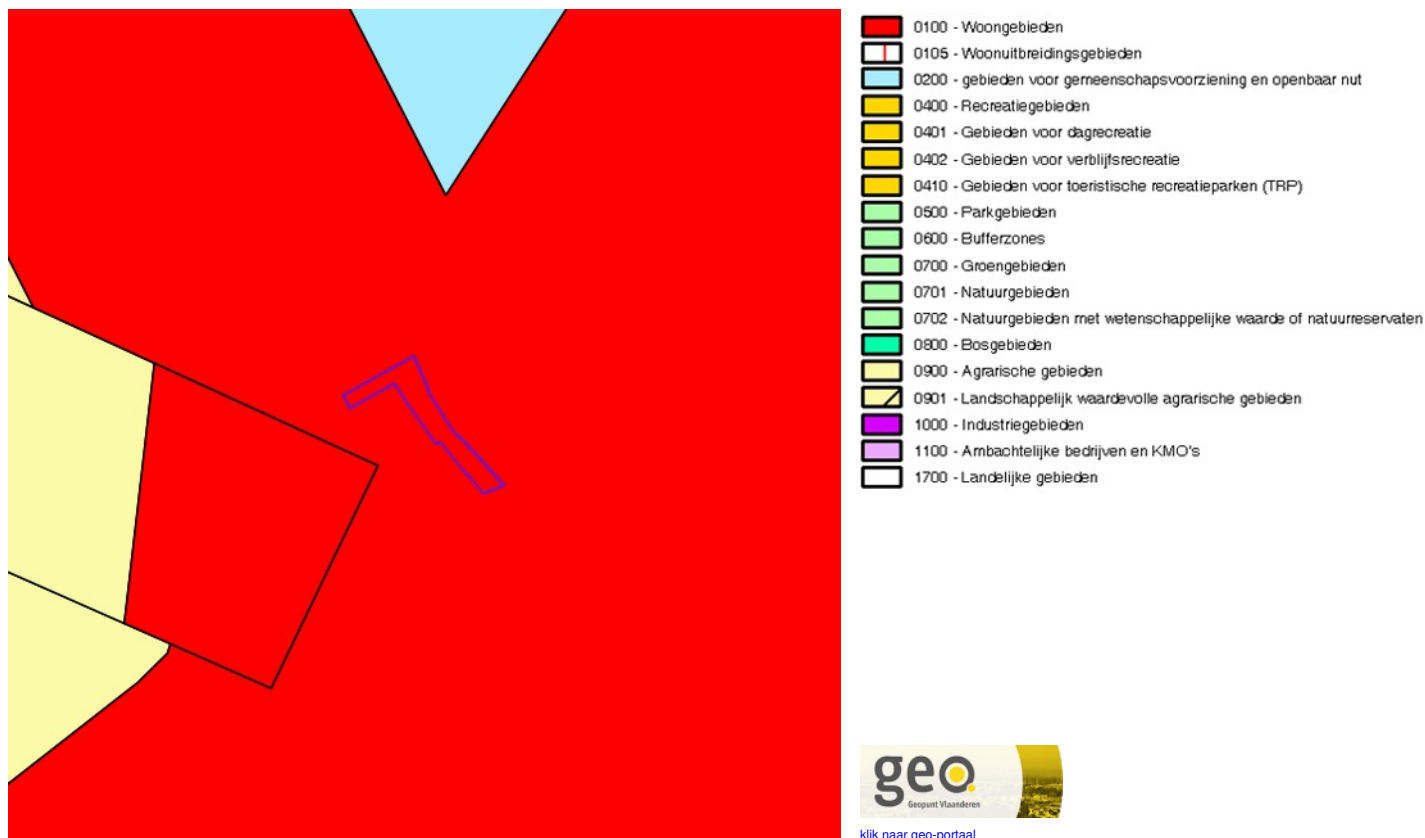 0100 - Woongebieden
0105 - Woonuitbreidingsgebieden
0200 - gebieden voor gemeenschapsvoorziening en openbaar nut
0400 - Recreatiegebieden
0401 - Gebieden voor dagrecreatie
0402 - Gebieden voor verblijfsrecreatie
0410 - Gebieden voor toeristische recreatieparken (TRP)
0500 - Parkgebieden
0600 - Bufferzones
0700 - Groengebieden
0701 - Natuurgebieden
0702 - Natuurgebieden met wetenschappelijke waarde of natuurreservaten
0800 - Bosgebieden
0900 - Agrarische gebieden
0901 - Landschappelijk waardevolle agrarische gebieden
1000 - Industriegebieden
1100 - Ambachtelijke bedrijven en KMO's
1700 - Landelijke gebieden
geo.
Geopunt Vlaanderen
klik naar geo-portaal